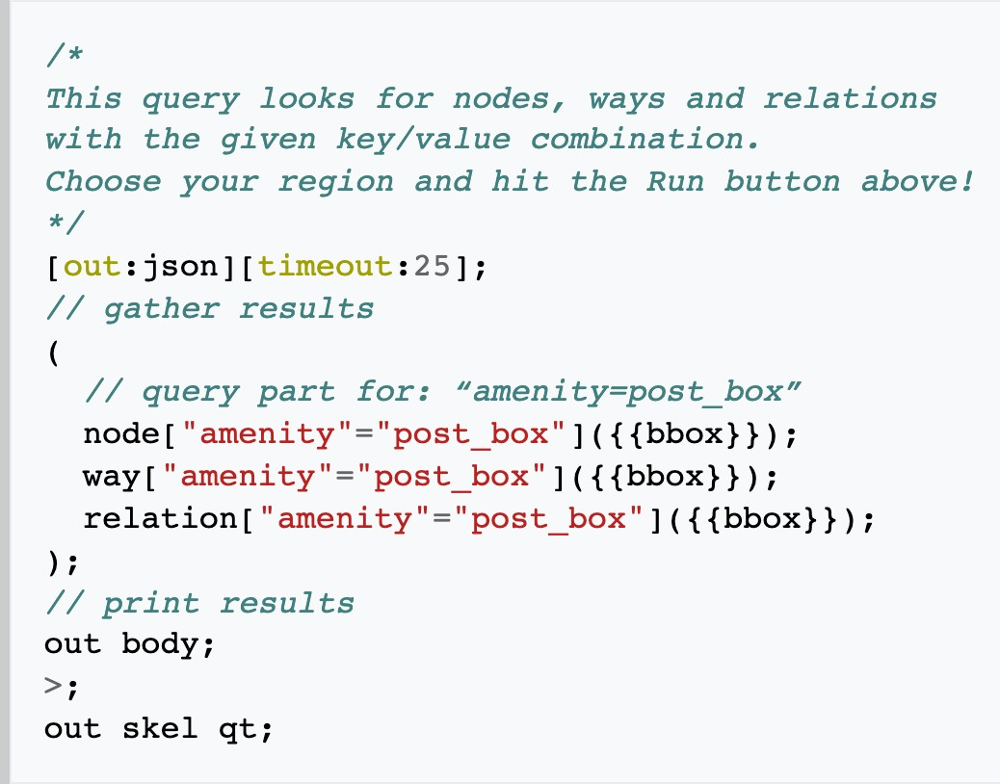 /*
This query looks for nodes, ways and relations
with the given key/value combination.
Choose your region and hit the Run button above!
*/
[out:json][timeout:25];
// gather results
(
  // query part for: “amenity=post_box”
  node["amenity"="post_box"]({{bbox}});
  way["amenity"="post_box"]({{bbox}});
  relation["amenity"="post_box"]({{bbox}});
);
// print results
out body;
>;
out skel qt;